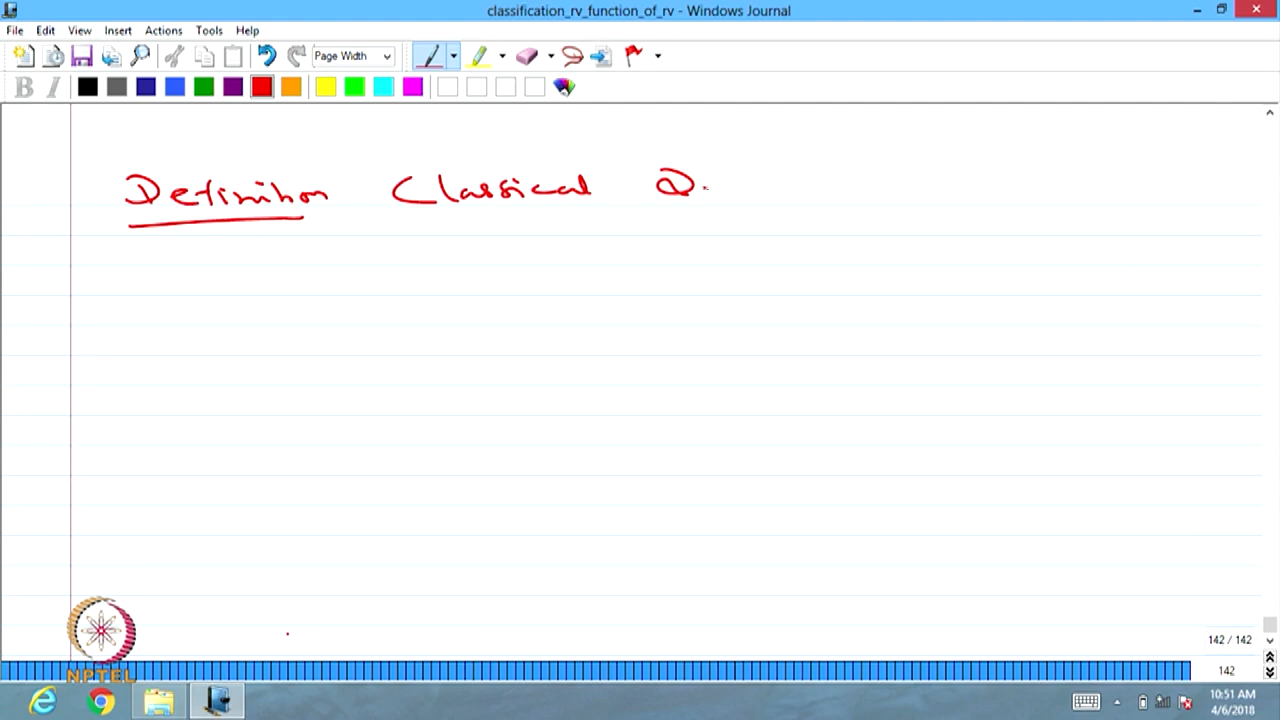 classification_rv_function_of_rv - Windows Journal
File Edit View Insert Actions Tools Help
Page Width
B I
Definition Classical
142 / 142
142
NPTEL
10:51 AM
4/6/2018